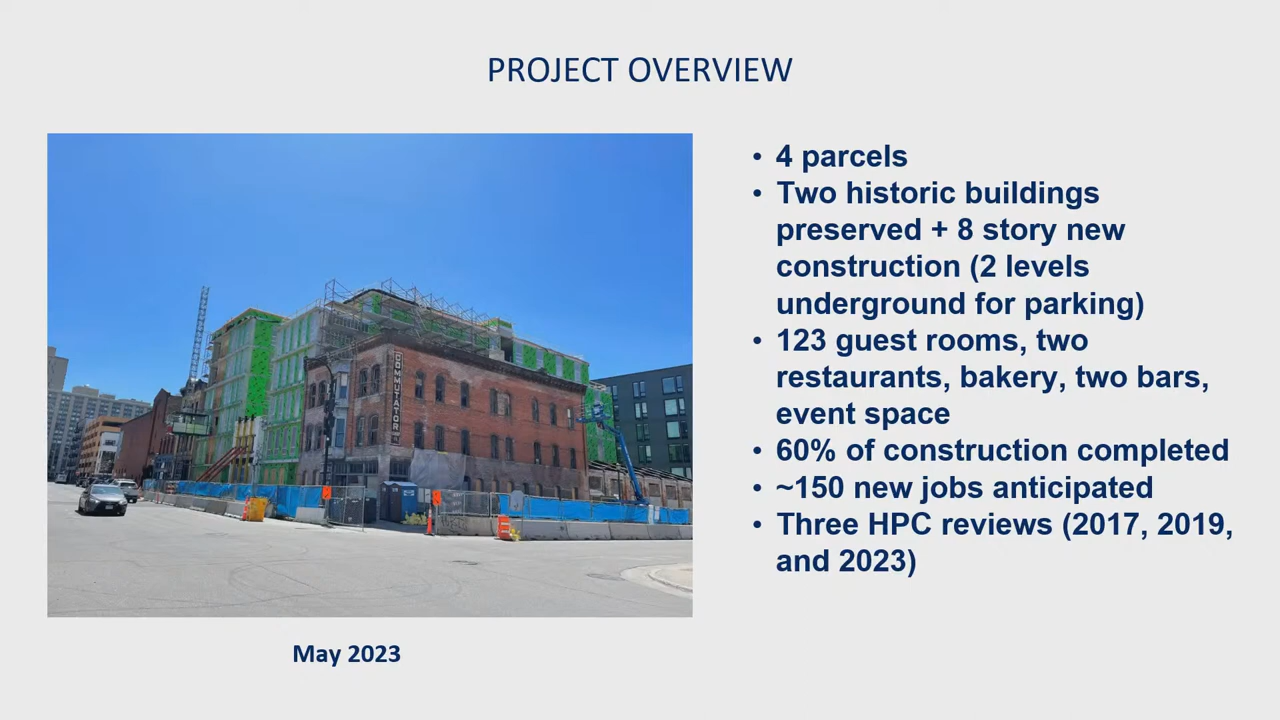 PROJECT OVERVIEW
COMMUTATOR
May 2023
• 4 parcels
• Two historic buildings
preserved + 8 story new
construction (2 levels
underground for parking)
• 123 guest rooms, two
restaurants, bakery, two bars,
event space
• 60% of construction completed
• ~150 new jobs anticipated
• Three HPC reviews (2017, 2019,
and 2023)